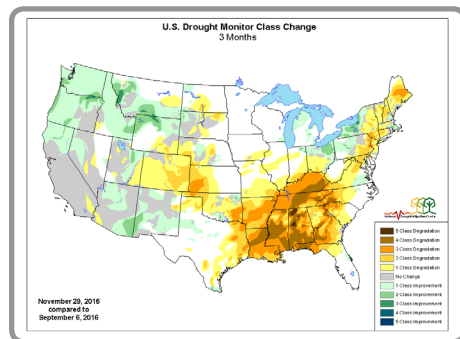 U.S. Drought Monitor Class Change
3 Months
5 Class Degradation
4 Class Degradation
3 Class Degradation
2 Class Degradation
1 Class Degradation
No Change
1 Class Improvement
2 Class Improvement
3 Class Improvement
4 Class Improvement
5 Class Improvement
November 29, 2016
compared to
September 6, 2016